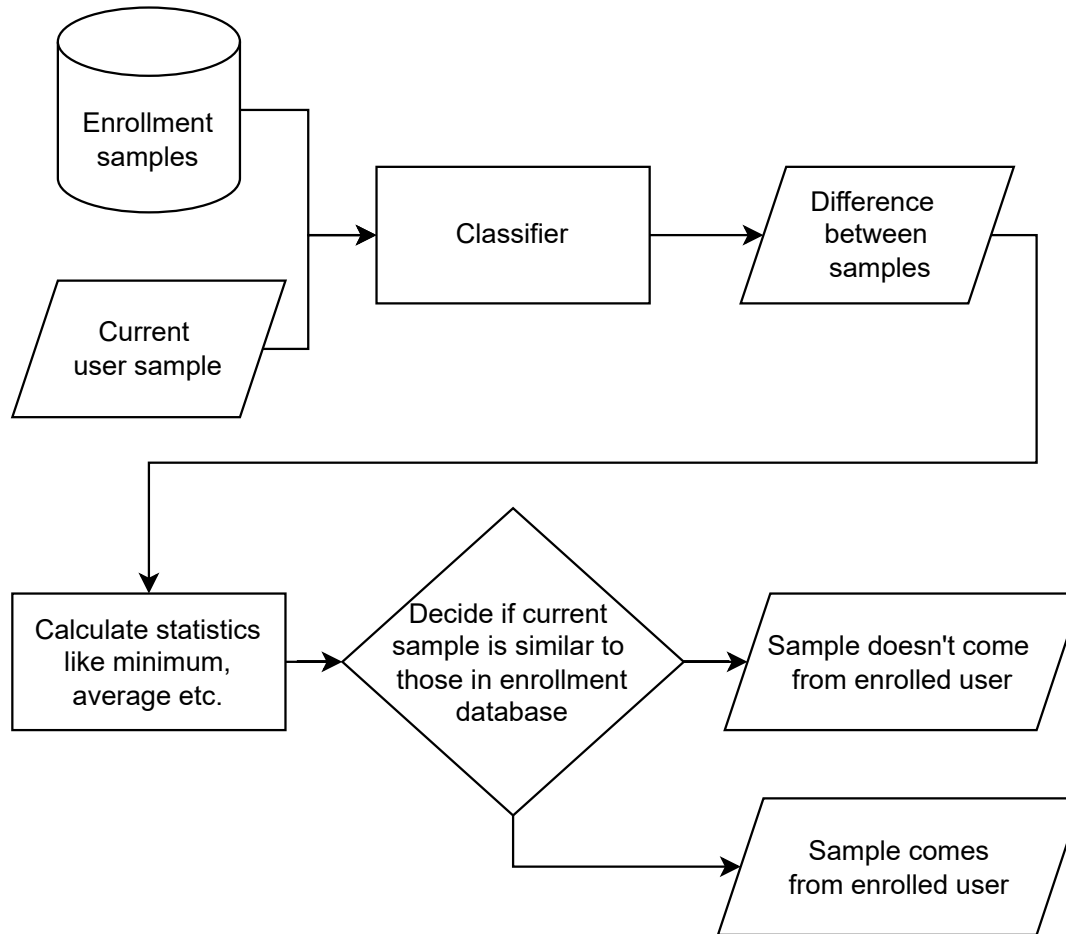 Enrollment
samples
Classifier
Difference
between
samples
Current
user sample
Calculate statistics
like minimum,
average etc.
Decide if current
sample is similar to
those in enrollment
database
Sample doesn't come
from enrolled user
Sample comes
from enrolled user